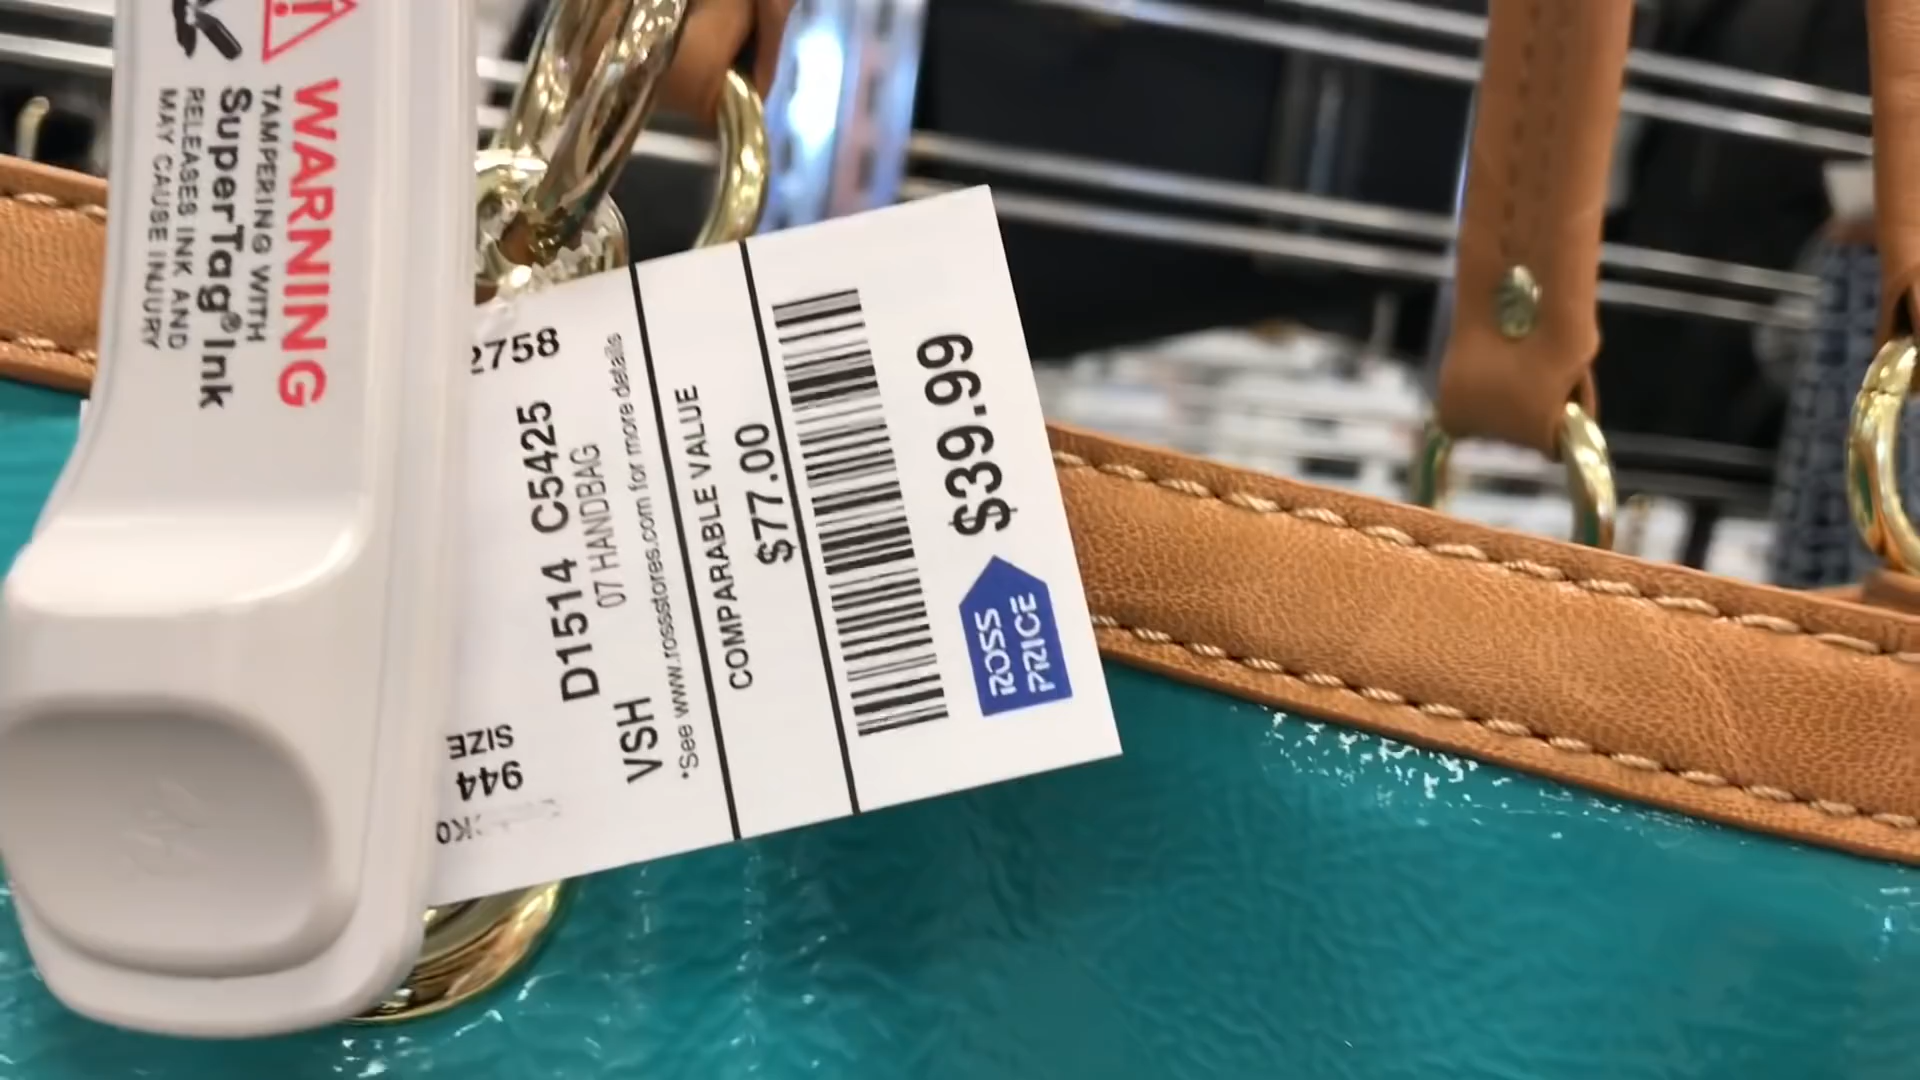 WARNING
TAMPERING WITH
SuperTag® Ink
RELEASES INK AND
MAY CAUSE INJURY
2758
D1514 C5425
07 HANDBAG
SIZE
944
VSH
*See www.rossstores.com for more details
COMPARABLE VALUE
$77.00
$39.99
ROSS
PRICE